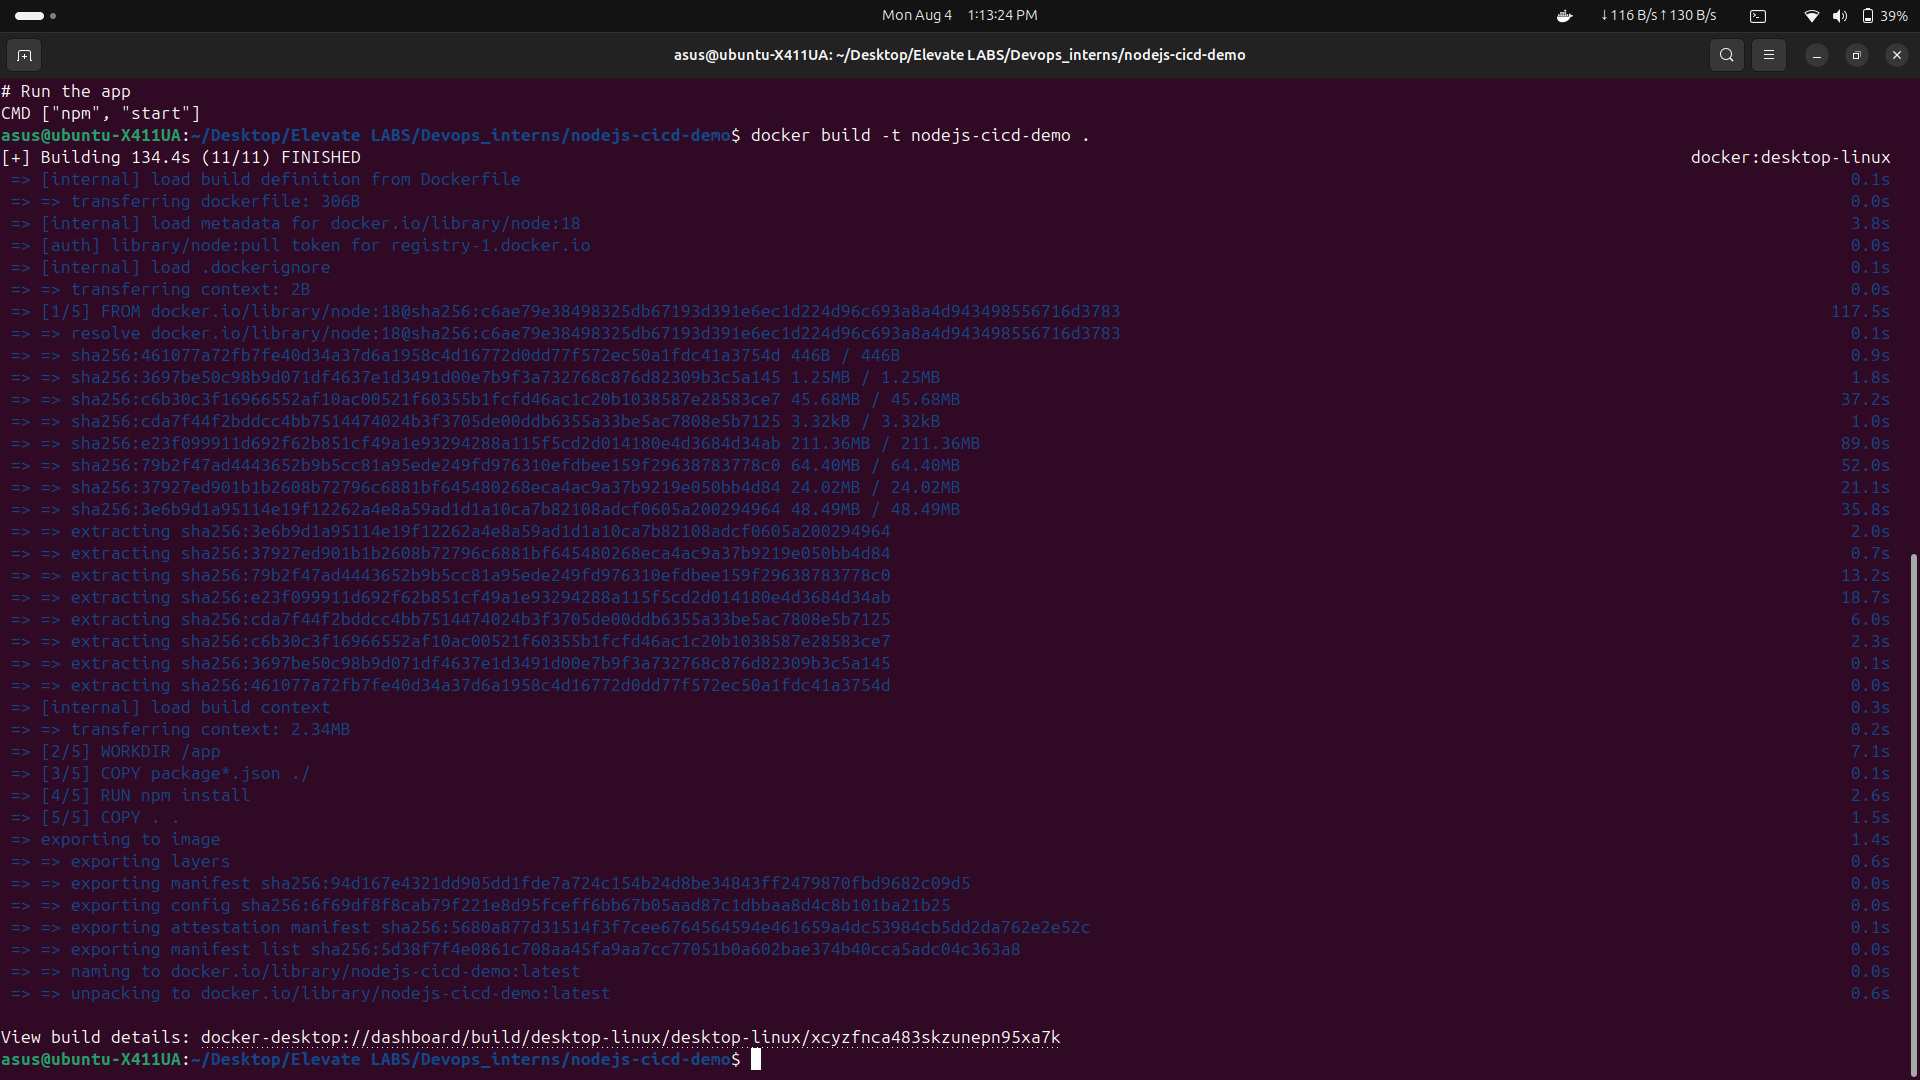 Mon Aug 4 1:13:24 PM
↓116 B/s↑130 B/s
39%
asus@ubuntu-X411UA: ~/Desktop/Elevate LABS/Devops_interns/nodejs-cicd-demo
# Run the app
CMD ["npm", "start"]
asus@ubuntu-X411UA:~/Desktop/Elevate LABS/Devops_interns/nodejs-cicd-demo$ docker build -t nodejs-cicd-demo .
[+] Building 134.4s (11/11) FINISHED docker:desktop-linux
=> [internal] load build definition from Dockerfile 0.1s
=> => transferring dockerfile: 306B 0.0s
=> [internal] load metadata for docker.io/library/node:18 3.8s
=> [auth] library/node:pull token for registry-1.docker.io 0.0s
=> [internal] load .dockerignore 0.1s
=> => transferring context: 2B 0.0s
=> [1/5] FROM docker.io/library/node:18@sha256:c6ae79e38498325db67193d391e6ec1d224d96c693a8a4d943498556716d3783 117.5s
=> => resolve docker.io/library/node:18@sha256:c6ae79e38498325db67193d391e6ec1d224d96c693a8a4d943498556716d3783 0.1s
=> => sha256:461077a72fb7fe40d34a37d6a1958c4d16772d0dd77f572ec50a1fdc41a3754d 446B / 446B 0.9s
=> => sha256:3697be50c98b9d071df4637e1d3491d00e7b9f3a732768c876d82309b3c5a145 1.25MB / 1.25MB 1.8s
=> => sha256:c6b30c3f16966552af10ac00521f60355b1fcfd46ac1c20b1038587e28583ce7 45.68MB / 45.68MB 37.2s
=> => sha256:cda7f44f2bddcc4bb7514474024b3f3705de00ddb6355a33be5ac7808e5b7125 3.32kB / 3.32kB 1.0s
=> => sha256:e23f099911d692f62b851cf49a1e93294288a115f5cd2d014180e4d3684d34ab 211.36MB / 211.36MB 89.0s
=> => sha256:79b2f47ad4443652b9b5cc81a95ede249fd976310efdbee159f29638783778c0 64.40MB / 64.40MB 52.0s
=> => sha256:37927ed901b1b2608b72796c6881bf645480268eca4ac9a37b9219e050bb4d84 24.02MB / 24.02MB 21.1s
=> => sha256:3e6b9d1a95114e19f12262a4e8a59ad1d1a10ca7b82108adcf0605a200294964 48.49MB / 48.49MB 35.8s
=> => extracting sha256:3e6b9d1a95114e19f12262a4e8a59ad1d1a10ca7b82108adcf0605a200294964 2.0s
=> => extracting sha256:37927ed901b1b2608b72796c6881bf645480268eca4ac9a37b9219e050bb4d84 0.7s
=> => extracting sha256:79b2f47ad4443652b9b5cc81a95ede249fd976310efdbee159f29638783778c0 13.2s
=> => extracting sha256:e23f099911d692f62b851cf49a1e93294288a115f5cd2d014180e4d3684d34ab 18.7s
=> => extracting sha256:cda7f44f2bddcc4bb7514474024b3f3705de00ddb6355a33be5ac7808e5b7125 6.0s
=> => extracting sha256:c6b30c3f16966552af10ac00521f60355b1fcfd46ac1c20b1038587e28583ce7 2.3s
=> => extracting sha256:3697be50c98b9d071df4637e1d3491d00e7b9f3a732768c876d82309b3c5a145 0.1s
=> => extracting sha256:461077a72fb7fe40d34a37d6a1958c4d16772d0dd77f572ec50a1fdc41a3754d 0.0s
=> [internal] load build context 0.3s
=> => transferring context: 2.34MB 0.2s
=> [2/5] WORKDIR /app 7.1s
=> [3/5] COPY package*.json ./ 0.1s
=> [4/5] RUN npm install 2.6s
=> [5/5] COPY . . 1.5s
=> exporting to image 1.4s
=> => exporting layers 0.6s
=> => exporting manifest sha256:94d167e4321dd905dd1fde7a724c154b24d8be34843ff2479870fbd9682c09d5 0.0s
=> => exporting config sha256:6f69df8f8cab79f221e8d95fceff6bb67b05aad87c1dbbaa8d4c8b101ba21b25 0.0s
=> => exporting attestation manifest sha256:5680a877d31514f3f7cee6764564594e461659a4dc53984cb5dd2da762e2e52c 0.1s
=> => exporting manifest list sha256:5d38f7f4e0861c708aa45fa9aa7cc77051b0a602bae374b40cca5adc04c363a8 0.0s
=> => naming to docker.io/library/nodejs-cicd-demo:latest 0.0s
=> => unpacking to docker.io/library/nodejs-cicd-demo:latest 0.6s
View build details: docker-desktop://dashboard/build/desktop-linux/desktop-linux/xcyzfnca483skzunepn95xa7k
asus@ubuntu-X411UA:~/Desktop/Elevate LABS/Devops_interns/nodejs-cicd-demo$